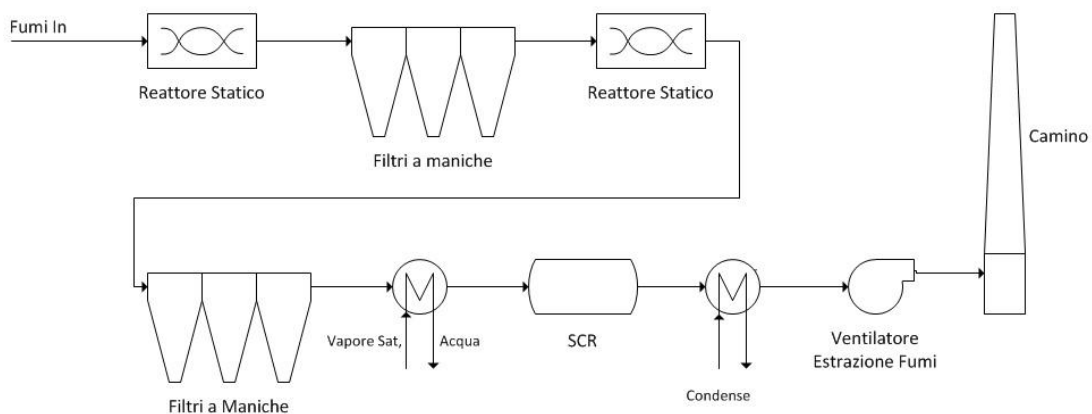 Fumi In
Reattore Statico
Filtri a maniche
Reattore Statico
Camino
Filtri a Maniche
Vapore Sat,
Acqua
SCR
Condense
Ventilatore
Estrazione Fumi